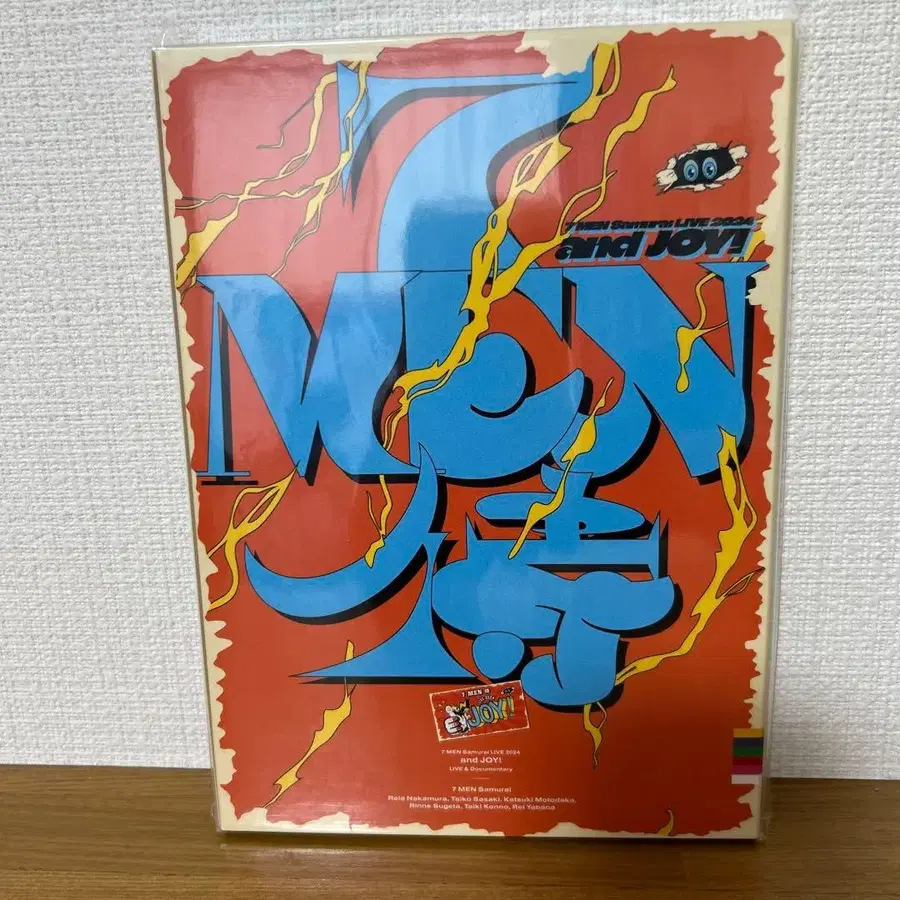 7
MEN
侍
7 MEN Samurai LIVE 2024
and JOY!
7 MEN 侍
and
JOY!
7 MEN Samurai LIVE 2024
and JOY!
LIVE & Documentary
7 MEN Samurai
Reia Nakamura, Taiko Sasaki, Katsuki Motodaka,
Rinne Sugeta, Taiki Konno, Rei Yabana